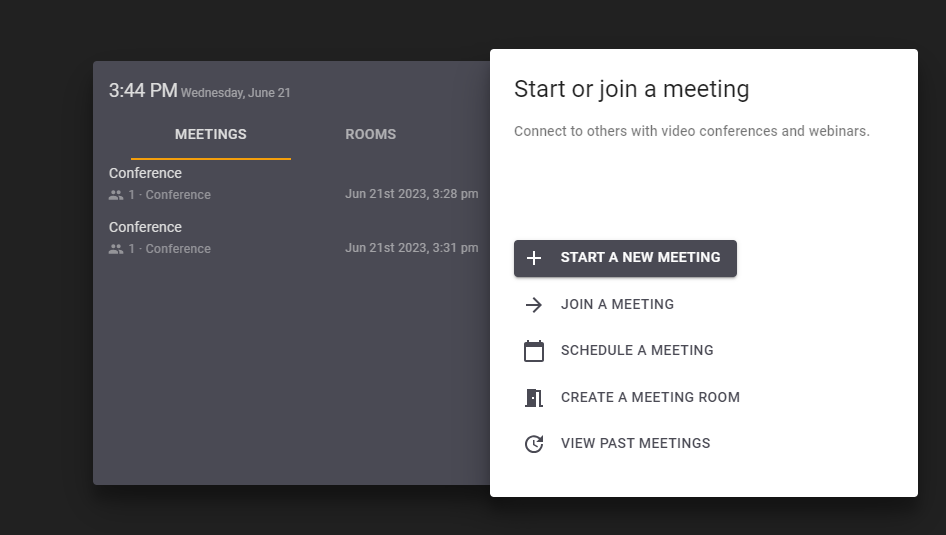 3:44 PM Wednesday, June 21
MEETINGS ROOMS
Conference
1 · Conference Jun 21st 2023, 3:28 pm
Conference
1 · Conference Jun 21st 2023, 3:31 pm
Start or join a meeting
Connect to others with video conferences and webinars.
START A NEW MEETING
JOIN A MEETING
SCHEDULE A MEETING
CREATE A MEETING ROOM
VIEW PAST MEETINGS